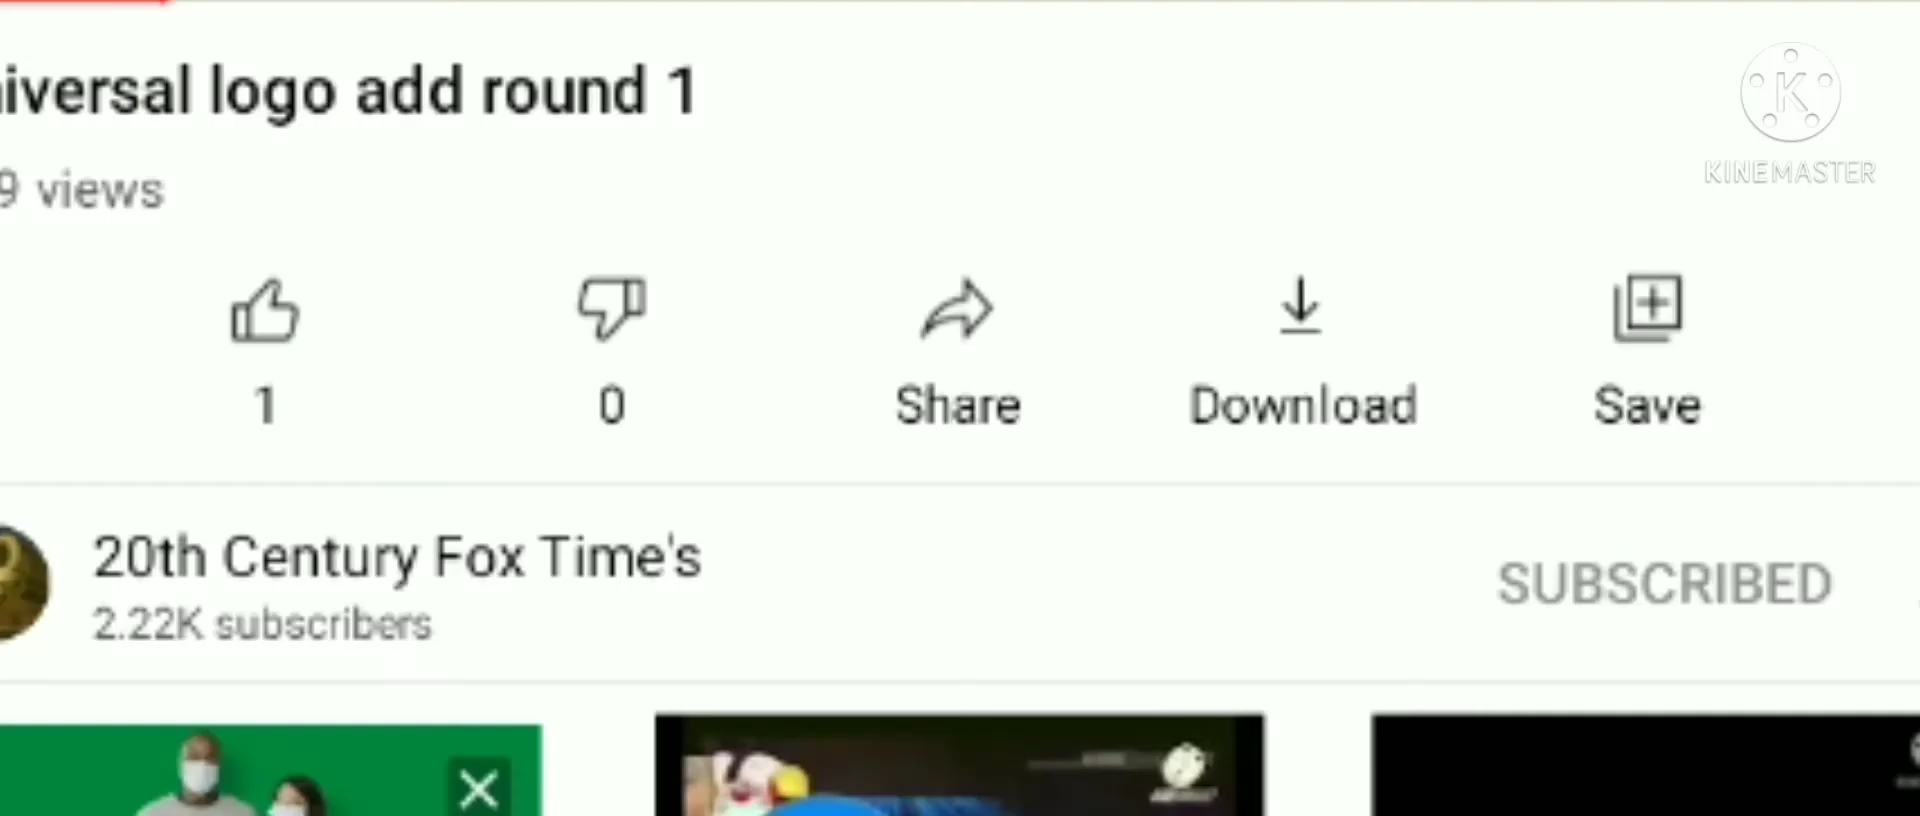 iversal logo add round 1
K
KINEMASTER
9 views
1
0
Share
Download
Save
20th Century Fox Time's
2.22K subscribers
SUBSCRIBED